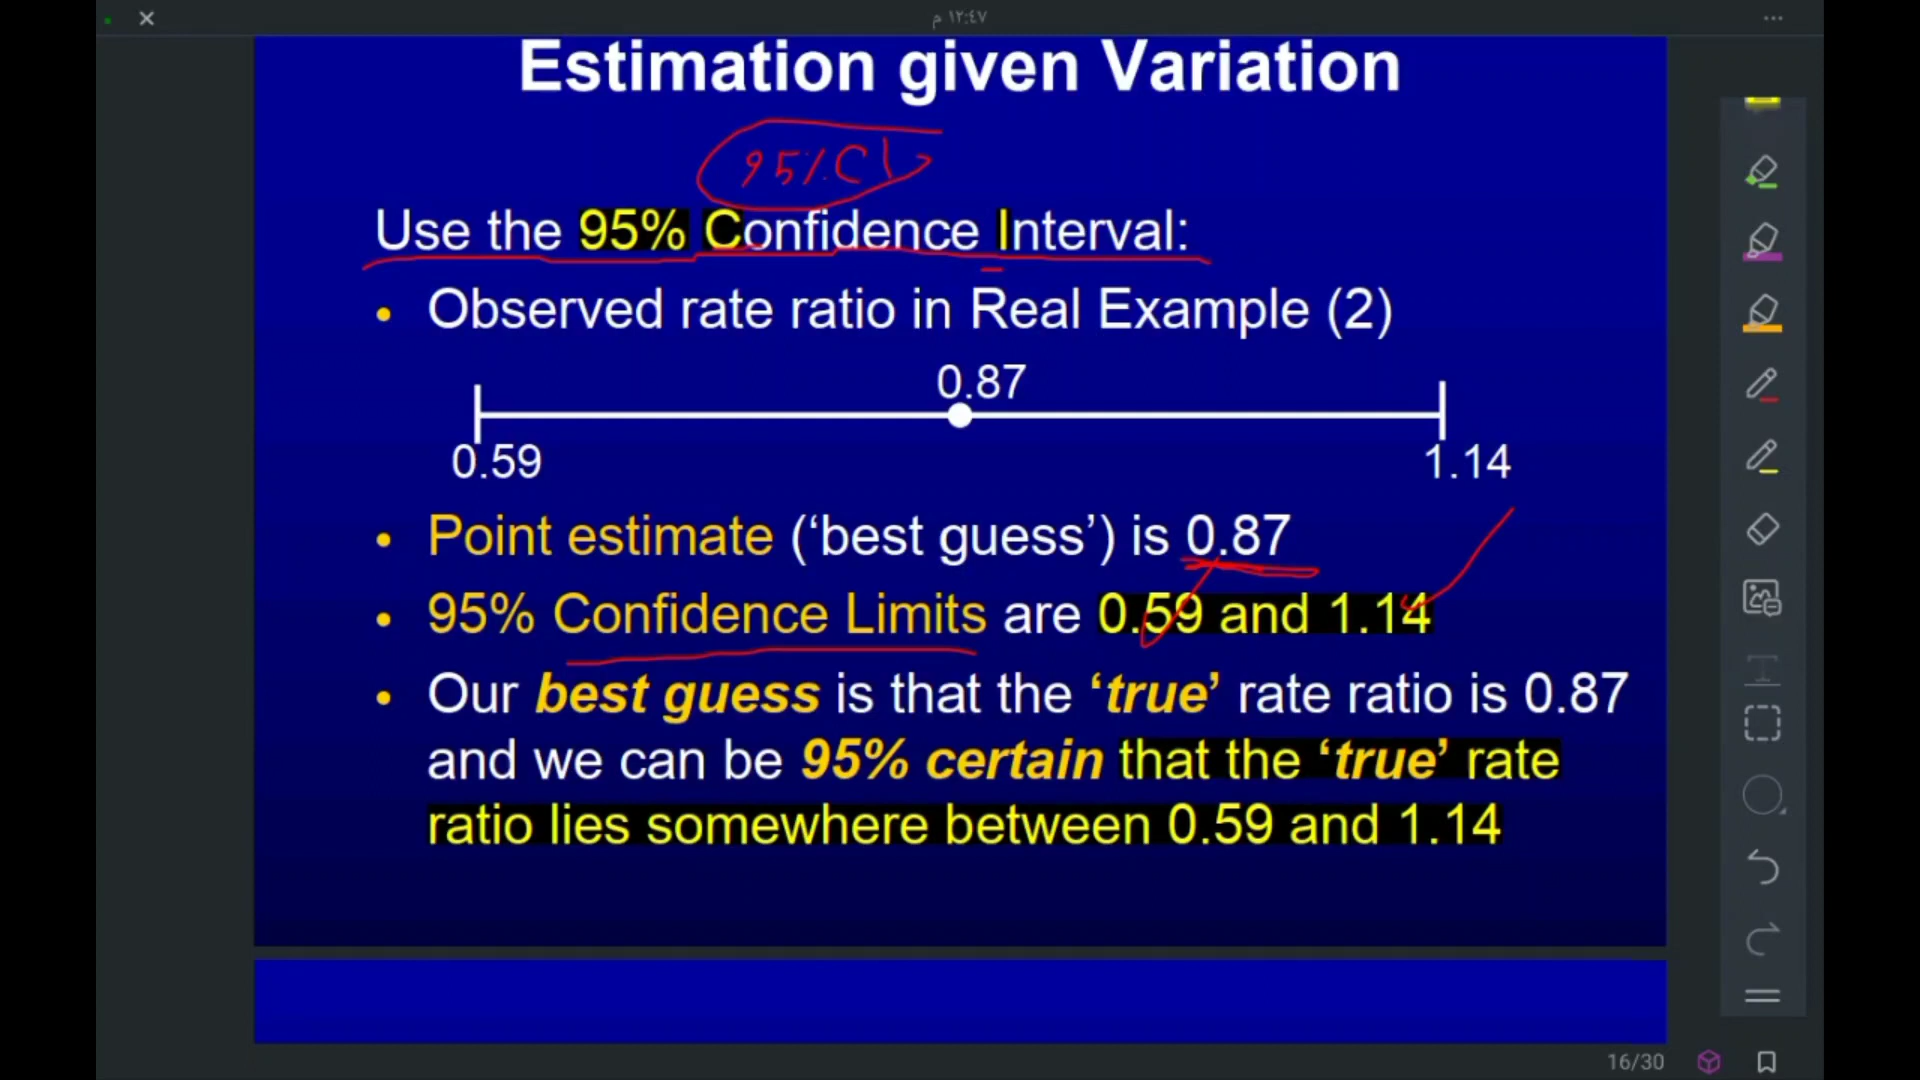 ١٢:٤٧ م
Estimation given Variation
95% CI
Use the 95% Confidence Interval:
• Observed rate ratio in Real Example (2)
0.87
0.59 1.14
• Point estimate (‘best guess’) is 0.87
• 95% Confidence Limits are 0.59 and 1.14
• Our best guess is that the ‘true’ rate ratio is 0.87
and we can be 95% certain that the ‘true’ rate
ratio lies somewhere between 0.59 and 1.14
16/30